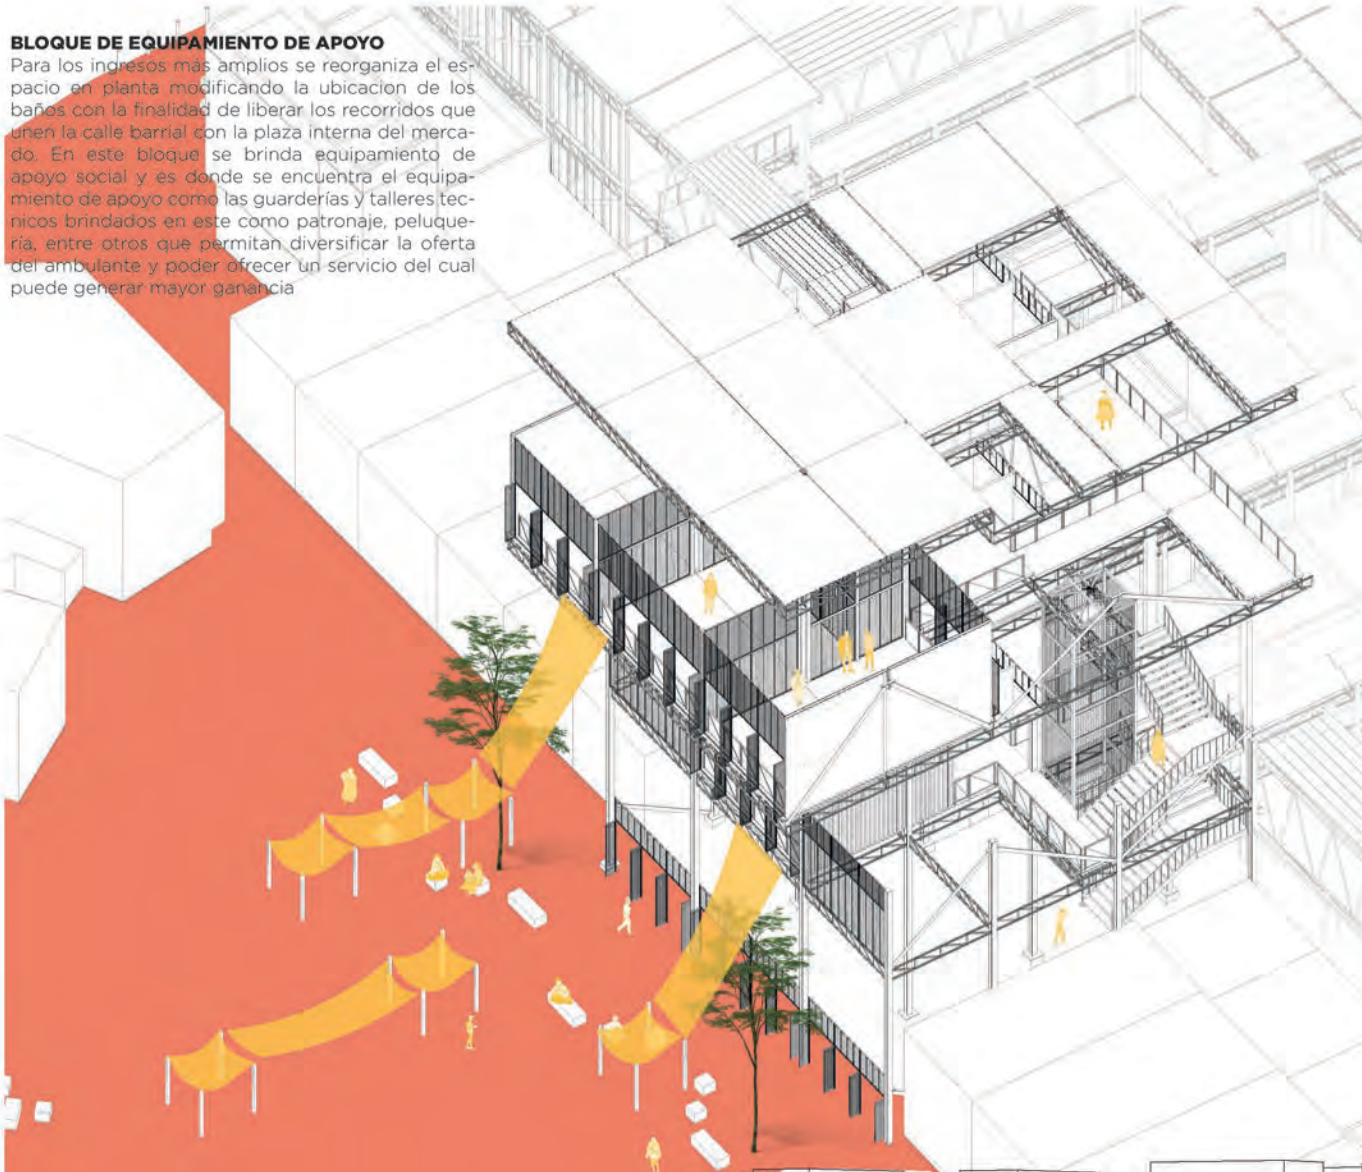 BLOQUE DE EQUIPAMIENTO DE APOYO
Para los ingresos más amplios se reorganiza el es-
pacio en planta modificando la ubicacion de los
baños con la finalidad de liberar los recorridos que
unen la calle barrial con la plaza interna del merca-
do. En este bloque se brinda equipamiento de
apoyo social y es donde se encuentra el equipa-
miento de apoyo como las guarderías y talleres tec-
nicos brindados en este como patronaje, peluque-
ría, entre otros que permitan diversificar la oferta
del ambulante y poder ofrecer un servicio del cual
puede generar mayor ganancia